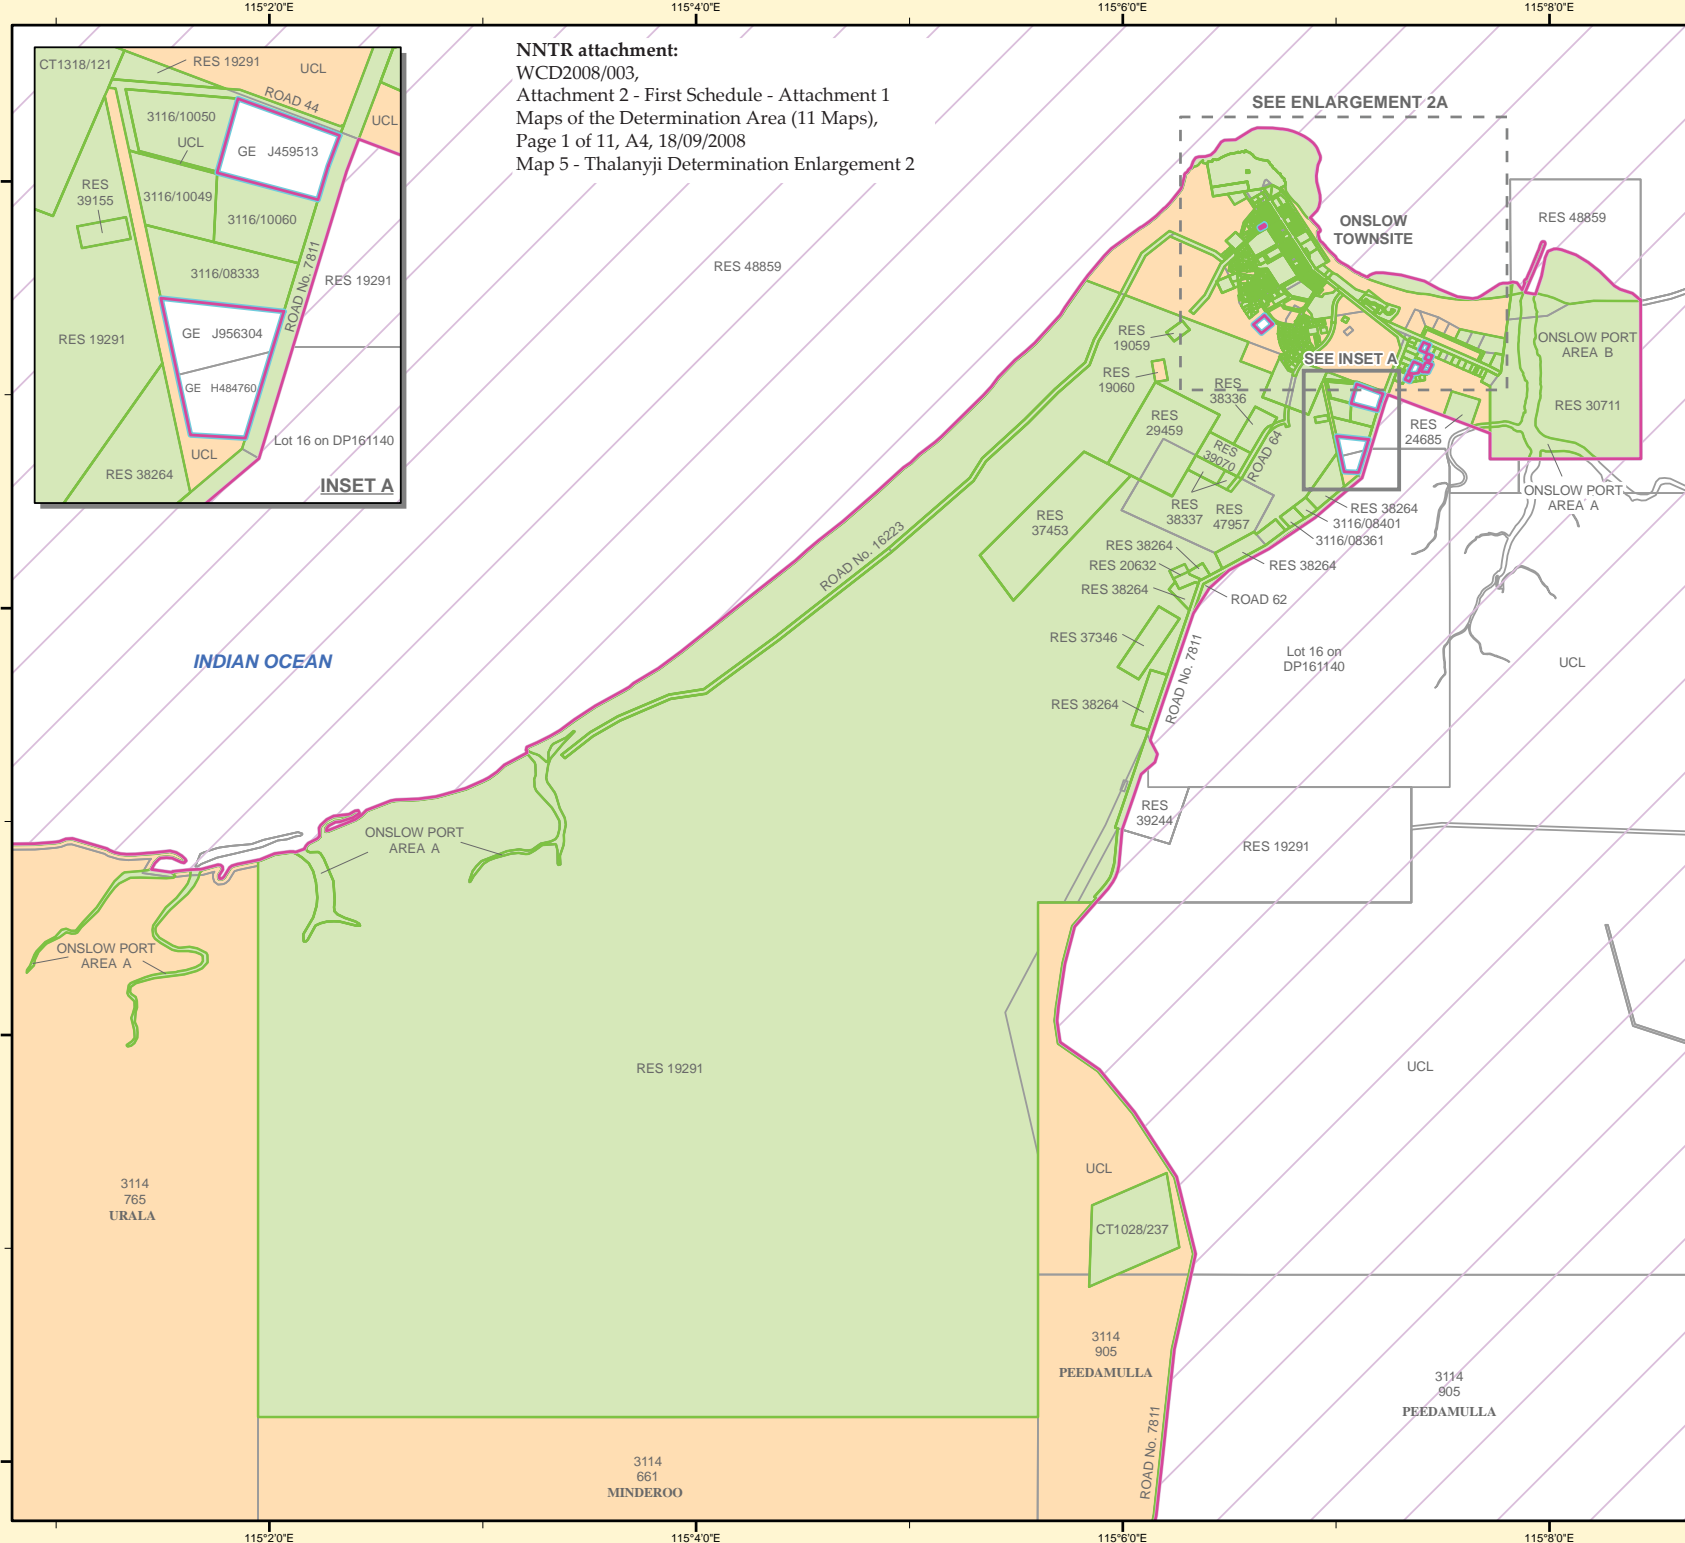 115°2'0"E
115°4'0"E
115°6'0"E
115°8'0"E
NNTR attachment:
WCD2008/003,
Attachment 2 - First Schedule - Attachment 1
Maps of the Determination Area (11 Maps),
Page 1 of 11, A4, 18/09/2008
Map 5 - Thalanyji Determination Enlargement 2
CT1318/121
RES 19291
UCL
ROAD 44
UCL
3116/10050
UCL
GE J459513
RES
39155
3116/10049
3116/10060
3116/08333
ROAD No. 7811
RES 19291
RES 19291
GE J956304
GE H484760
Lot 16 on DP161140
UCL
RES 38264
INSET A
SEE ENLARGEMENT 2A
ONSLOW
TOWNSITE
RES 48859
RES 48859
RES
19059
SEE INSET A
ONSLOW PORT
AREA B
RES
19060
RES
38336
RES 30711
RES
29459
RES
39070
ROAD 64
RES
24685
RES
37453
RES
38337
RES
47957
ONSLOW PORT
AREA A
RES 38264
3116/08401
3116/08361
RES 38264
RES 38264
RES 20632
RES 38264
ROAD 62
ROAD No. 16223
RES 37346
ROAD No. 7811
Lot 16 on
DP161140
UCL
INDIAN OCEAN
RES 38264
RES
39244
RES 19291
ONSLOW PORT
AREA A
ONSLOW PORT
AREA A
RES 19291
UCL
UCL
3114
765
URALA
CT1028/237
3114
905
PEEDAMULLA
3114
905
PEEDAMULLA
ROAD No. 7811
3114
661
MINDEROO
115°2'0"E
115°4'0"E
115°6'0"E
115°8'0"E